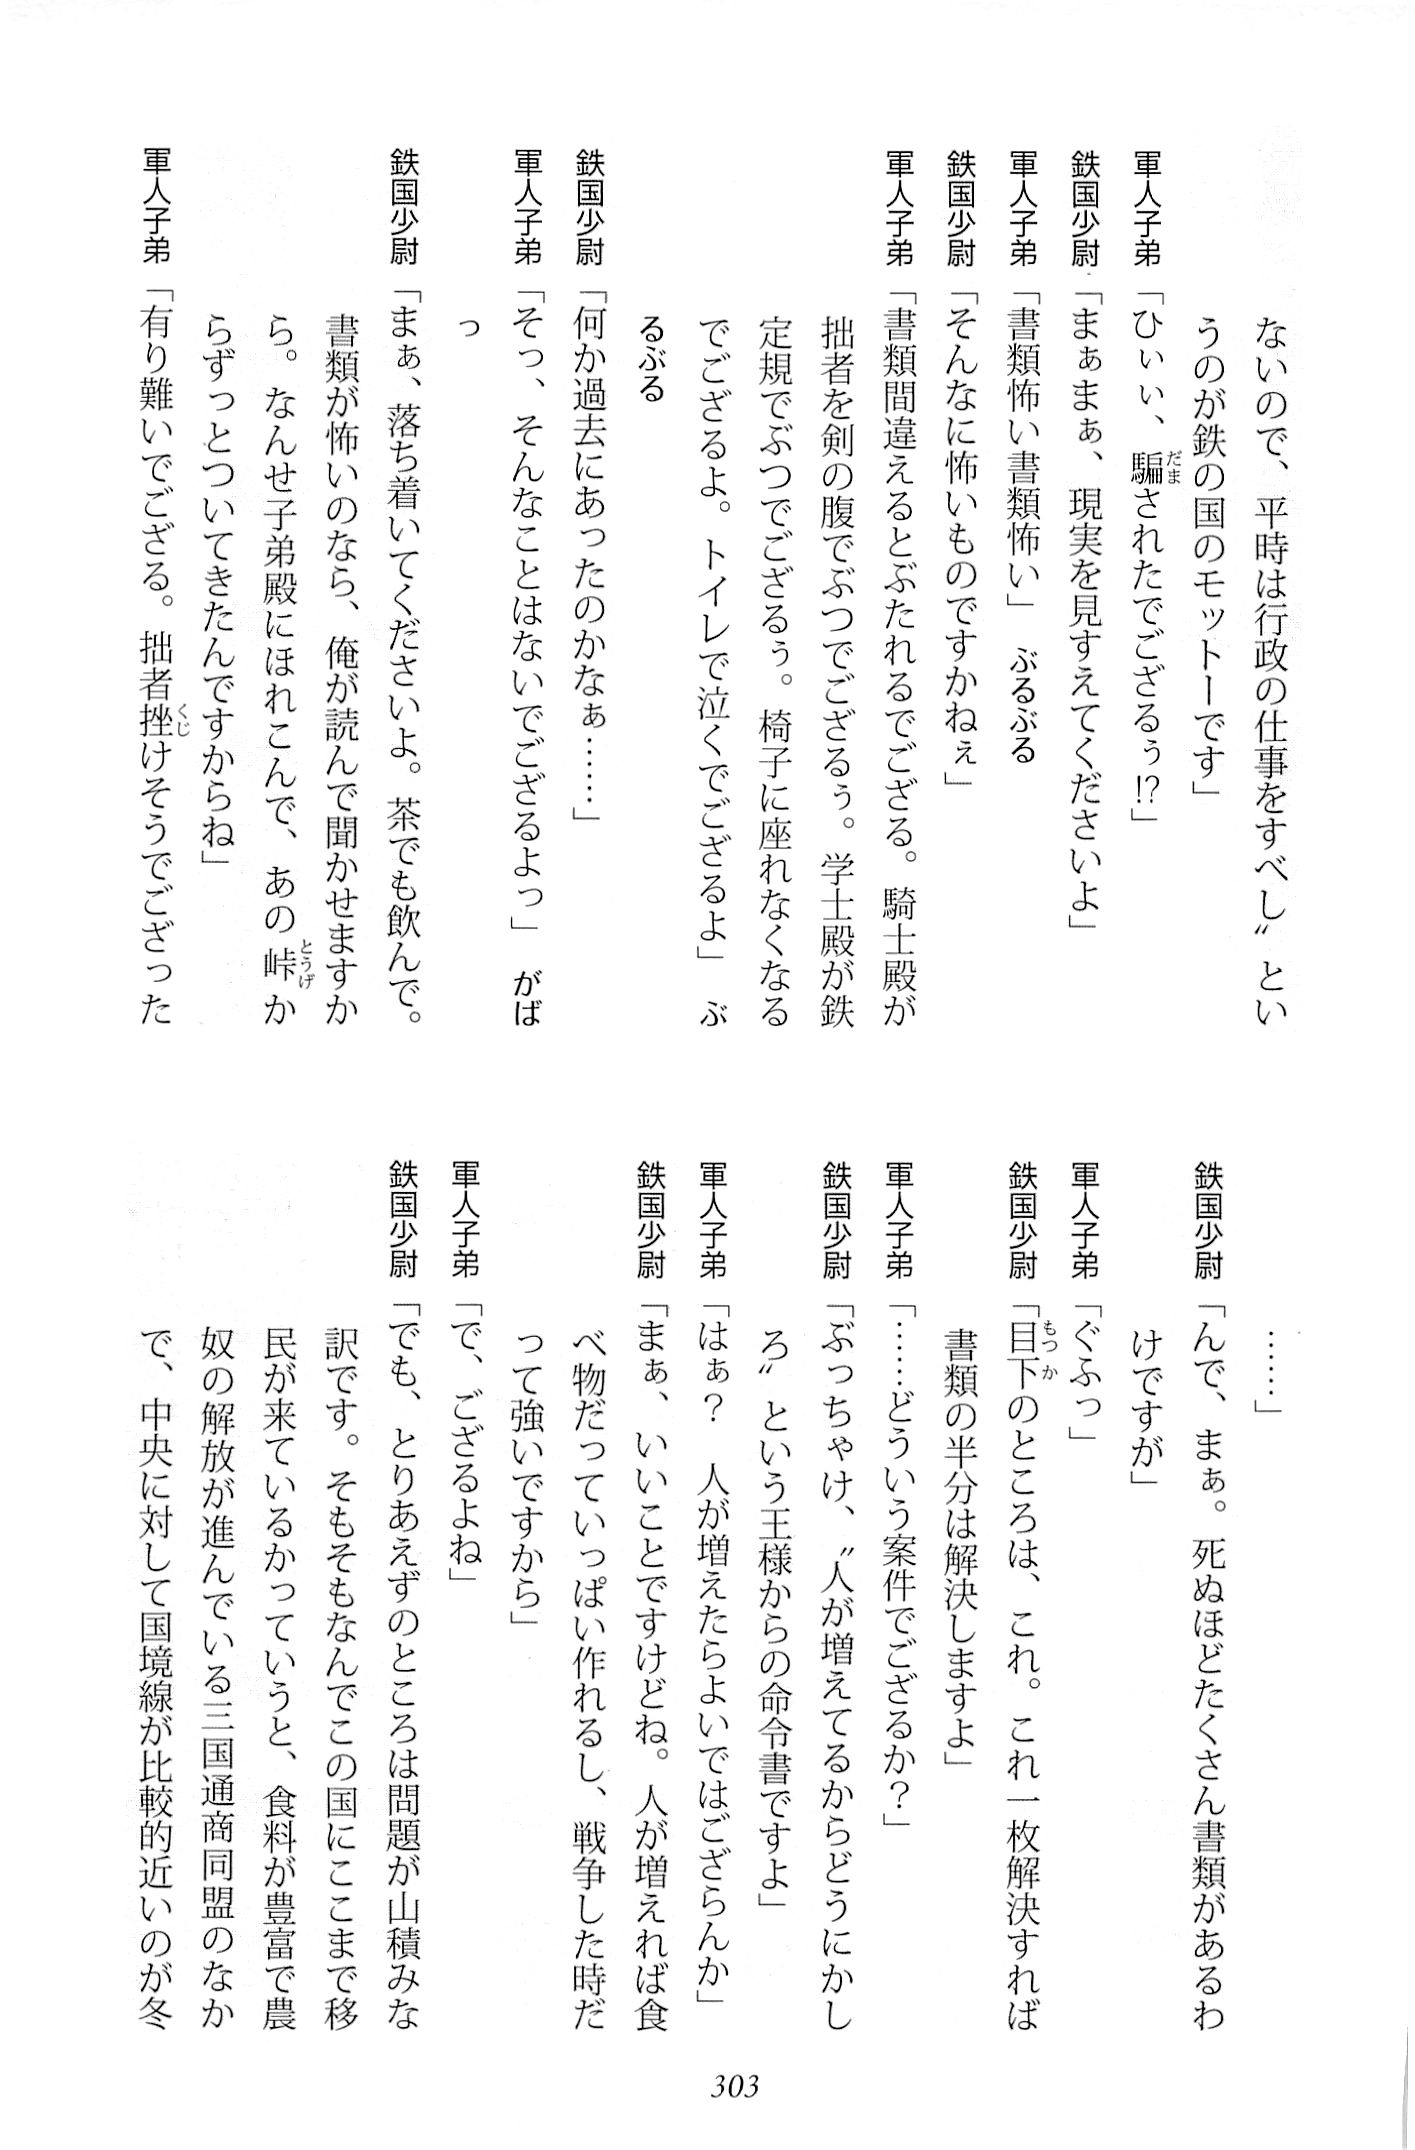 ないので、平時は行政の仕事をすべし〟とい
うのが鉄の国のモットーです」
軍人子弟「ひぃぃ、騙されたでござるぅ!?」
鉄国少尉「まぁまぁ、現実を見すえてくださいよ」
軍人子弟「書類怖い書類怖い」 ぶるぶる
鉄国少尉「そんなに怖いものですかねぇ」
軍人子弟「書類間違えるとぶたれるでござる。騎士殿が
拙者を剣の腹でぶつでござるぅ。学士殿が鉄
定規でぶつでござるぅ。椅子に座れなくなる
でござるよ。トイレで泣くでござるよ」 ぶ
るぶる
鉄国少尉「何か過去にあったのかなぁ……」
軍人子弟「そっ、そんなことはないでござるよっ」 がば
っ
鉄国少尉「まぁ、落ち着いてくださいよ。茶でも飲んで。
書類が怖いのなら、俺が読んで聞かせますか
ら。なんせ子弟殿にほれこんで、あの峠か
らずっとついてきたんですからね」
軍人子弟「有り難いでござる。拙者挫けそうでござった
……」
鉄国少尉「んで、まぁ。死ぬほどたくさん書類があるわ
けですが」
軍人子弟「ぐふっ」
鉄国少尉「目下のところは、これ。これ一枚解決すれば
書類の半分は解決しますよ」
軍人子弟「……どういう案件でござるか?」
鉄国少尉「ぶっちゃけ、〝人が増えてるからどうにかし
ろ〟という王様からの命令書ですよ」
軍人子弟「はぁ? 人が増えたらよいではござらんか」
鉄国少尉「まぁ、いいことですけどね。人が増えれば食
べ物だっていっぱい作れるし、戦争した時だ
って強いですから」
軍人子弟「で、ござるよね」
鉄国少尉「でも、とりあえずのところは問題が山積みな
訳です。そもそもなんでこの国にここまで移
民が来ているかっていうと、食料が豊富で農
奴の解放が進んでいる三国通商同盟のなか
で、中央に対して国境線が比較的近いのが冬
303